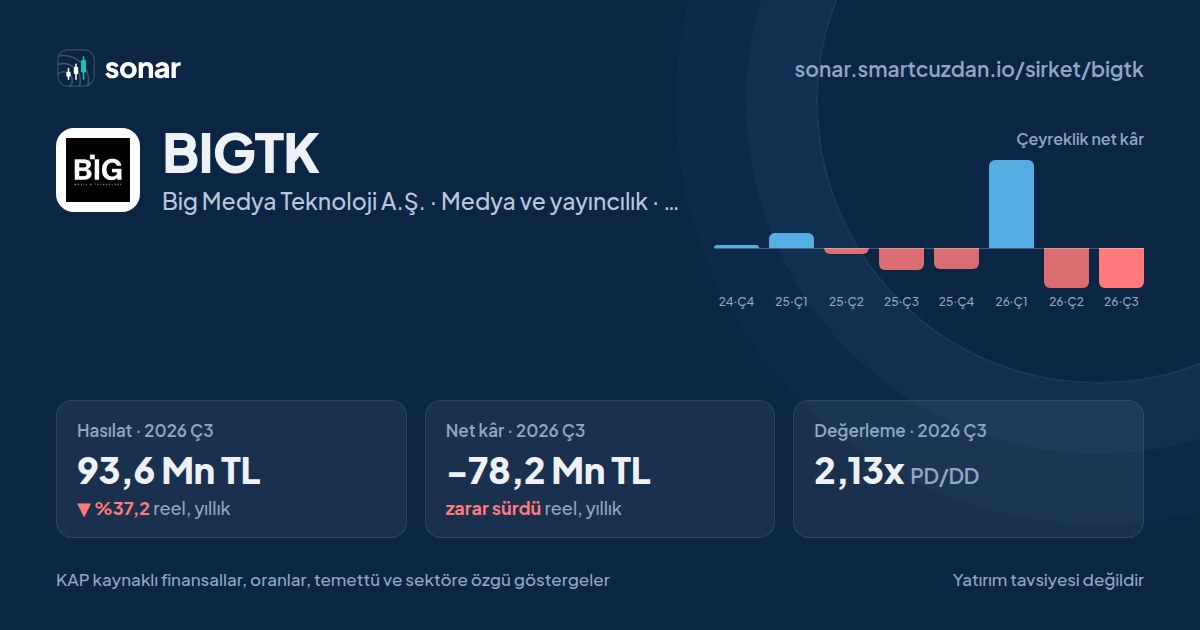 sonar
sonar.smartcuzdan.io/sirket/bigtk
BIG
BIGTK
Big Medya Teknoloji A.Ş. · Medya ve yayıncılık · ...
Çeyreklik net kâr
24·Ç4 25·Ç1 25·Ç2 25·Ç3 25·Ç4 26·Ç1 26·Ç2 26·Ç3
Hasılat · 2026 Ç3
93,6 Mn TL
▼ %37,2 reel, yıllık
Net kâr · 2026 Ç3
−78,2 Mn TL
zarar sürdü reel, yıllık
Değerleme · 2026 Ç3
2,13x PD/DD
KAP kaynaklı finansallar, oranlar, temettü ve sektöre özgü göstergeler
Yatırım tavsiyesi değildir